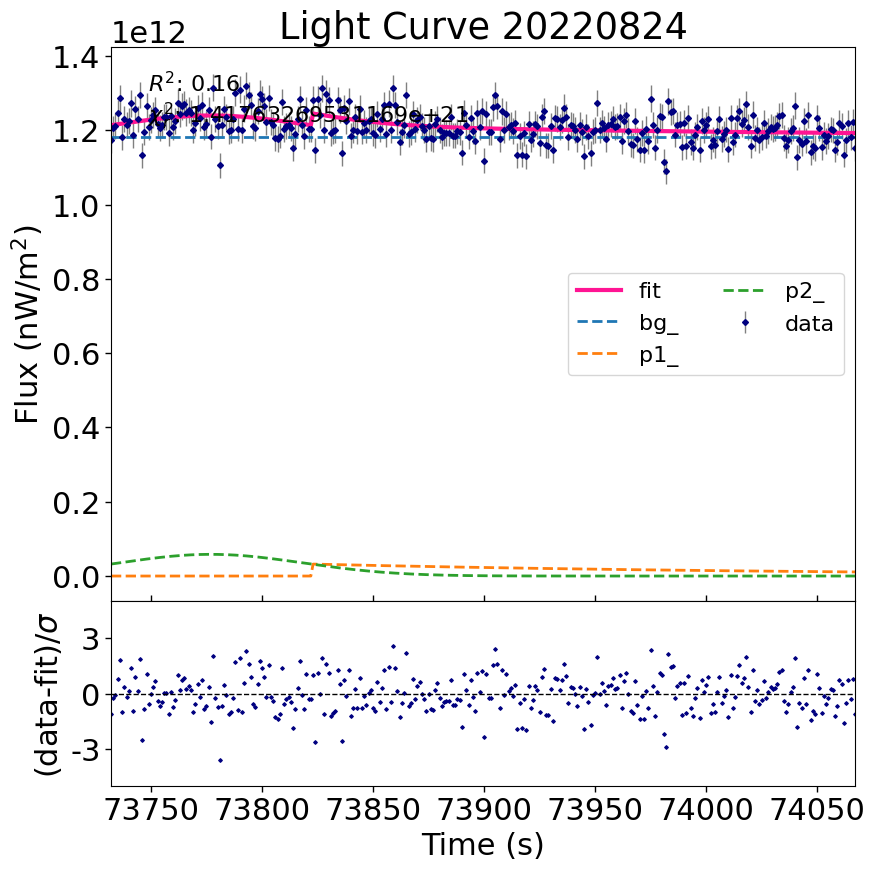 Light Curve 20220824
1e12
R²: 0.16
1.4
1.2
1.0
0.8
0.6
0.4
0.2
0.0
Flux (nW/m²)
fit
bg_
p1_
p2_
data
3
0
-3
(data-fit)/σ
73750 73800 73850 73900 73950 74000 74050
Time (s)